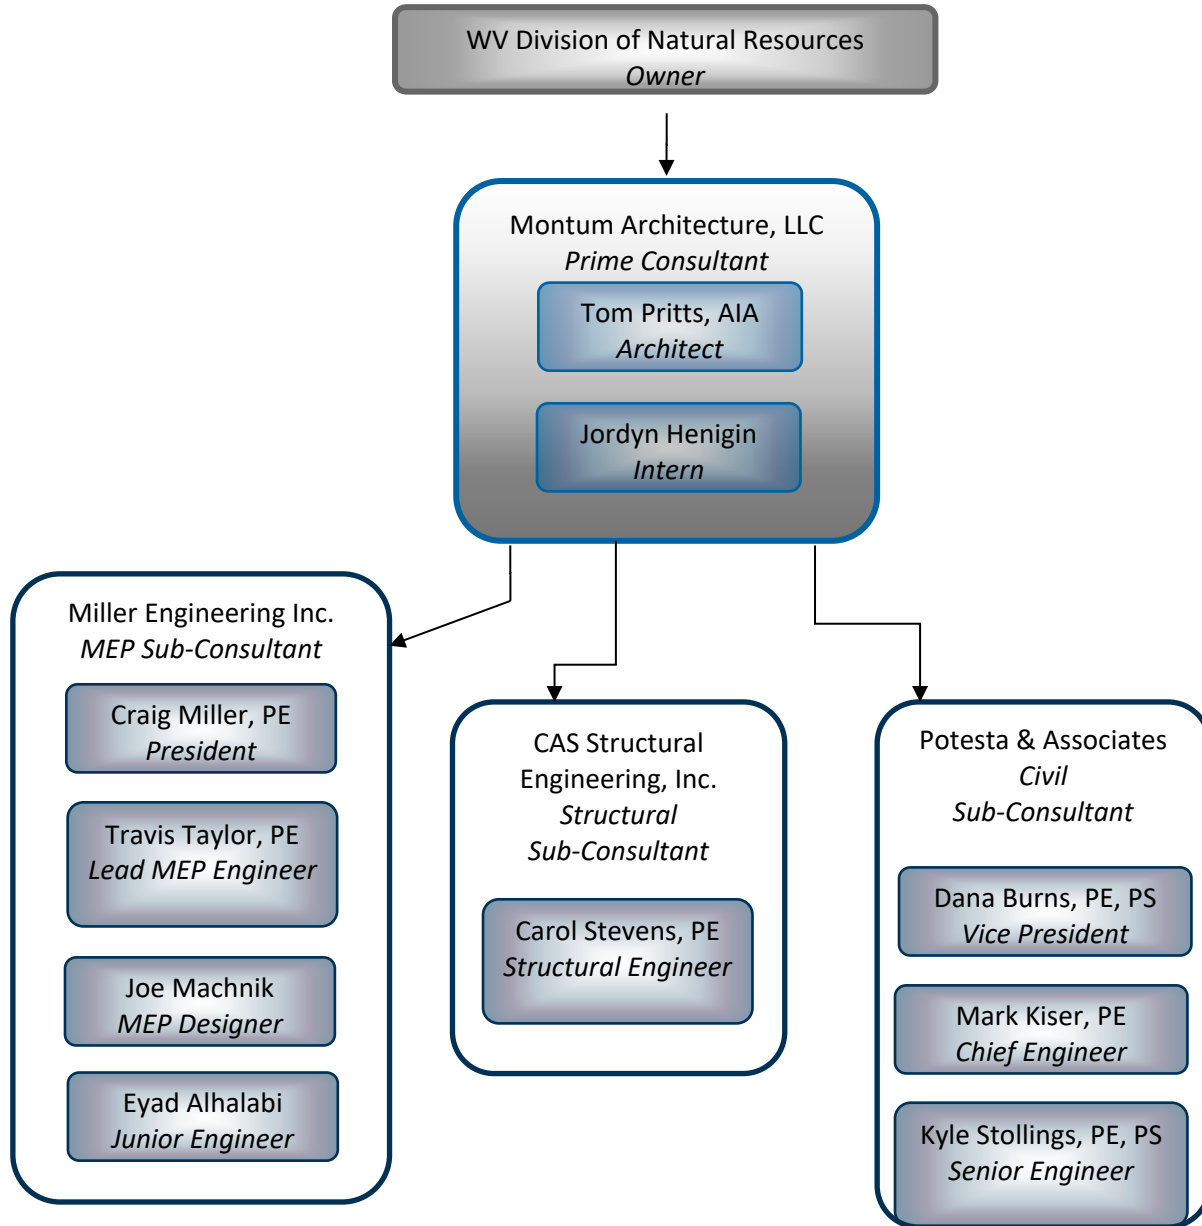 WV Division of Natural Resources
Owner
Montum Architecture, LLC
Prime Consultant
Tom Pritts, AIA
Architect
Jordyn Henigin
Intern
Miller Engineering Inc.
MEP Sub-Consultant
Craig Miller, PE
President
Travis Taylor, PE
Lead MEP Engineer
Joe Machnik
MEP Designer
Eyad Alhalabi
Junior Engineer
CAS Structural
Engineering, Inc.
Structural
Sub-Consultant
Carol Stevens, PE
Structural Engineer
Potesta & Associates
Civil
Sub-Consultant
Dana Burns, PE, PS
Vice President
Mark Kiser, PE
Chief Engineer
Kyle Stollings, PE, PS
Senior Engineer